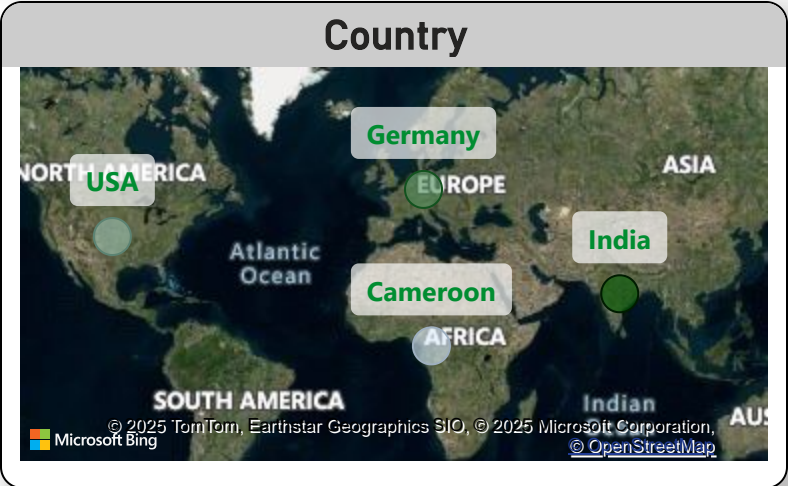 Country
NORTH AMERICA
USA
Germany
EUROPE
ASIA
India
Atlantic
Ocean
Cameroon
AFRICA
SOUTH AMERICA
Indian
AUS
Microsoft Bing
© 2025 TomTom, Earthstar Geographics SIO, © 2025 Microsoft Corporation,
© OpenStreetMap